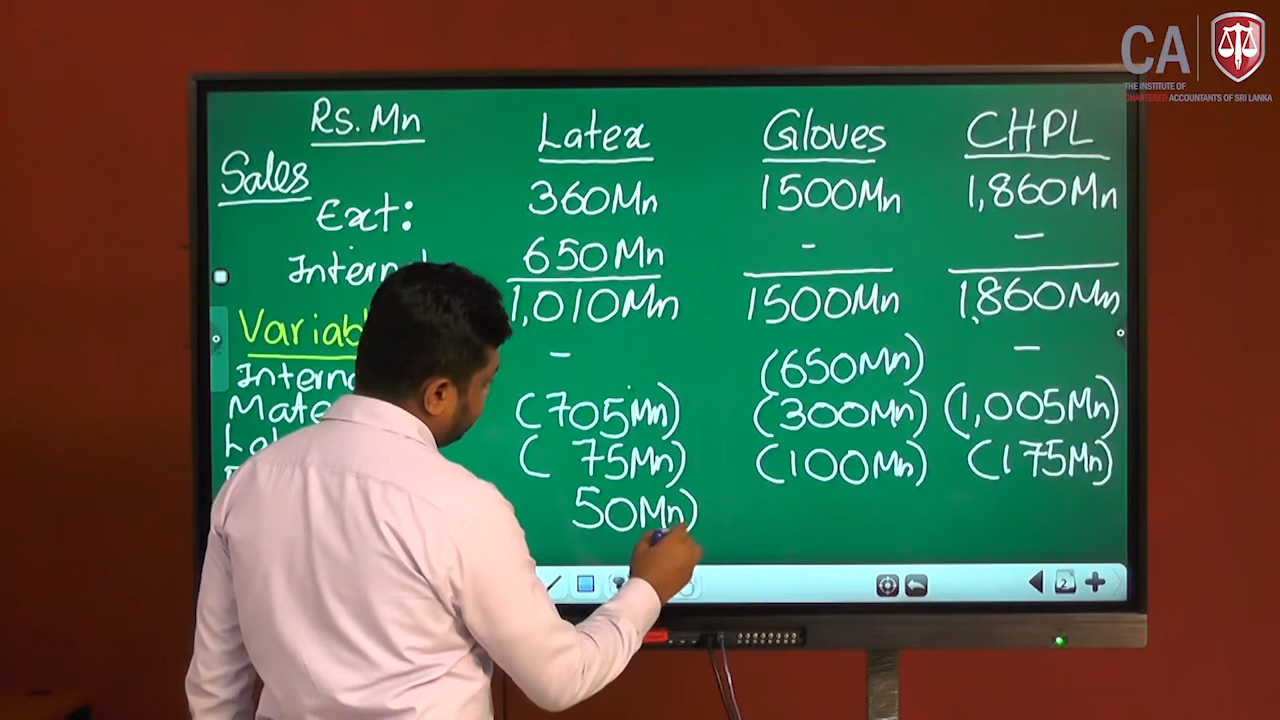 CA
THE INSTITUTE OF
CHARTERED ACCOUNTANTS OF SRI LANKA
Rs. Mn Latex Gloves CHPL
Sales
Ext: 360Mn 1500Mn 1,860Mn
650Mn - -
1,010Mn 1500Mn 1,860Mn
- (650Mn) -
(705Mn) (300Mn) (1,005Mn)
(75Mn) (100Mn) (175Mn)
50Mn)
2